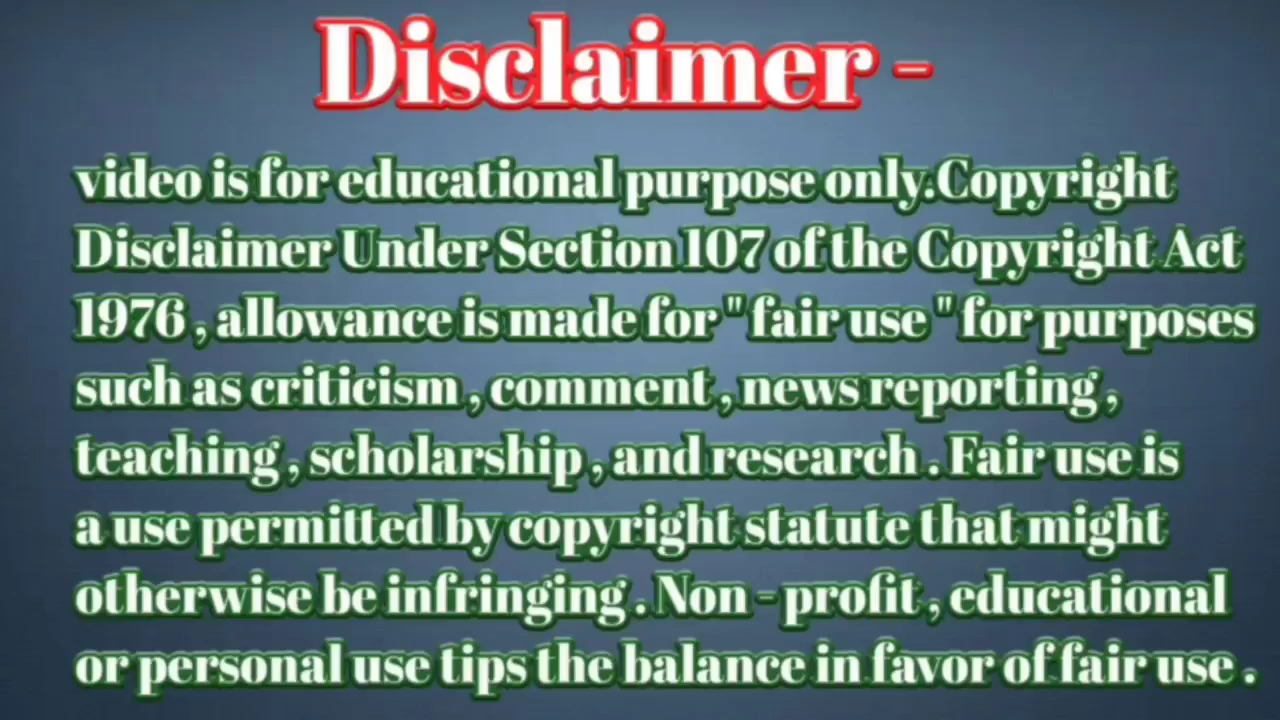 Disclaimer -
video is for educational purpose only.Copyright
Disclaimer Under Section 107 of the Copyright Act
1976 , allowance is made for " fair use " for purposes
such as criticism , comment , news reporting ,
teaching , scholarship , and research . Fair use is
a use permitted by copyright statute that might
otherwise be infringing . Non - profit , educational
or personal use tips the balance in favor of fair use .